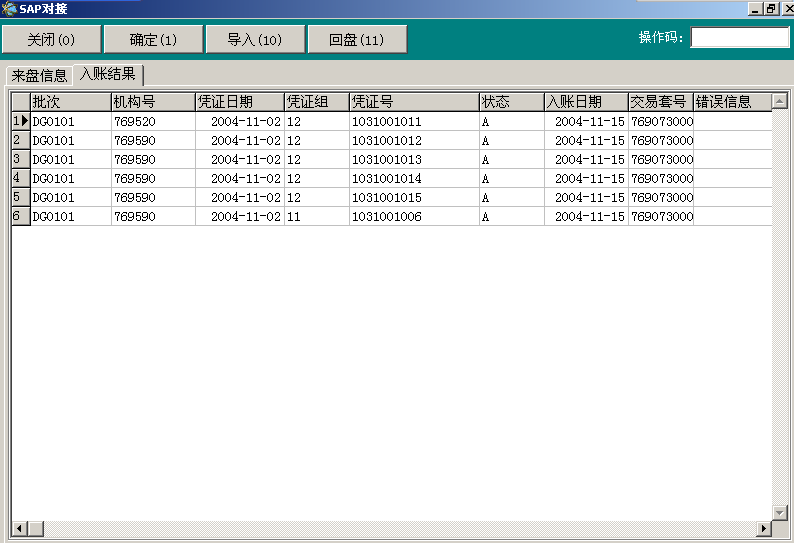 SAP对接
关闭(0) 确定(1) 导入(10) 回盘(11) 操作码:
来盘信息 入账结果
批次 机构号 凭证日期 凭证组 凭证号 状态 入账日期 交易套号 错误信息
1 DG0101 769520 2004-11-02 12 1031001011 A 2004-11-15 769073000
2 DG0101 769590 2004-11-02 12 1031001012 A 2004-11-15 769073000
3 DG0101 769590 2004-11-02 12 1031001013 A 2004-11-15 769073000
4 DG0101 769590 2004-11-02 12 1031001014 A 2004-11-15 769073000
5 DG0101 769590 2004-11-02 12 1031001015 A 2004-11-15 769073000
6 DG0101 769590 2004-11-02 11 1031001006 A 2004-11-15 769073000